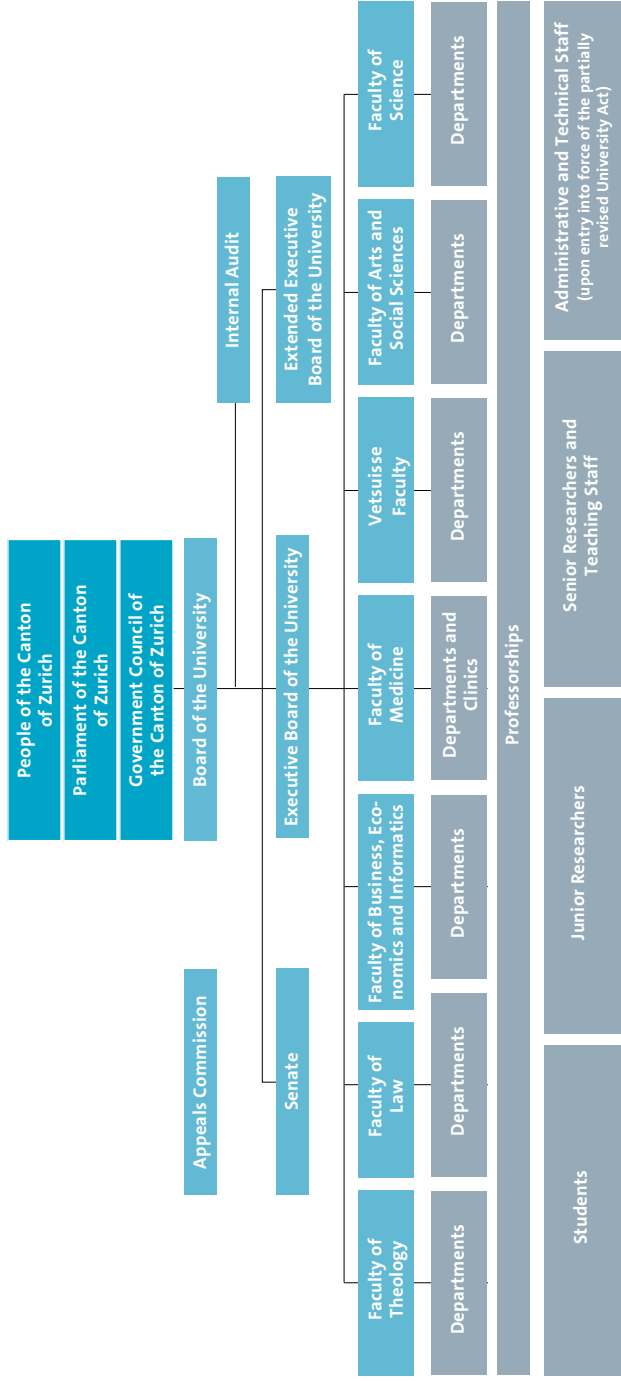 People of the Canton
of Zurich
Parliament of the Canton
of Zurich
Government Council of
the Canton of Zurich
Appeals Commission
Board of the University
Internal Audit
Senate
Executive Board of the University
Extended Executive
Board of the University
Faculty of
Theology
Faculty of
Law
Faculty of Business, Eco-
nomics and Informatics
Faculty of
Medicine
Vetsuisse
Faculty
Faculty of Arts and
Social Sciences
Faculty of
Science
Departments
Departments
Departments
Departments and
Clinics
Departments
Departments
Departments
Professorships
Students
Junior Researchers
Senior Researchers and
Teaching Staff
Administrative and Technical Staff
(upon entry into force of the partially
revised University Act)